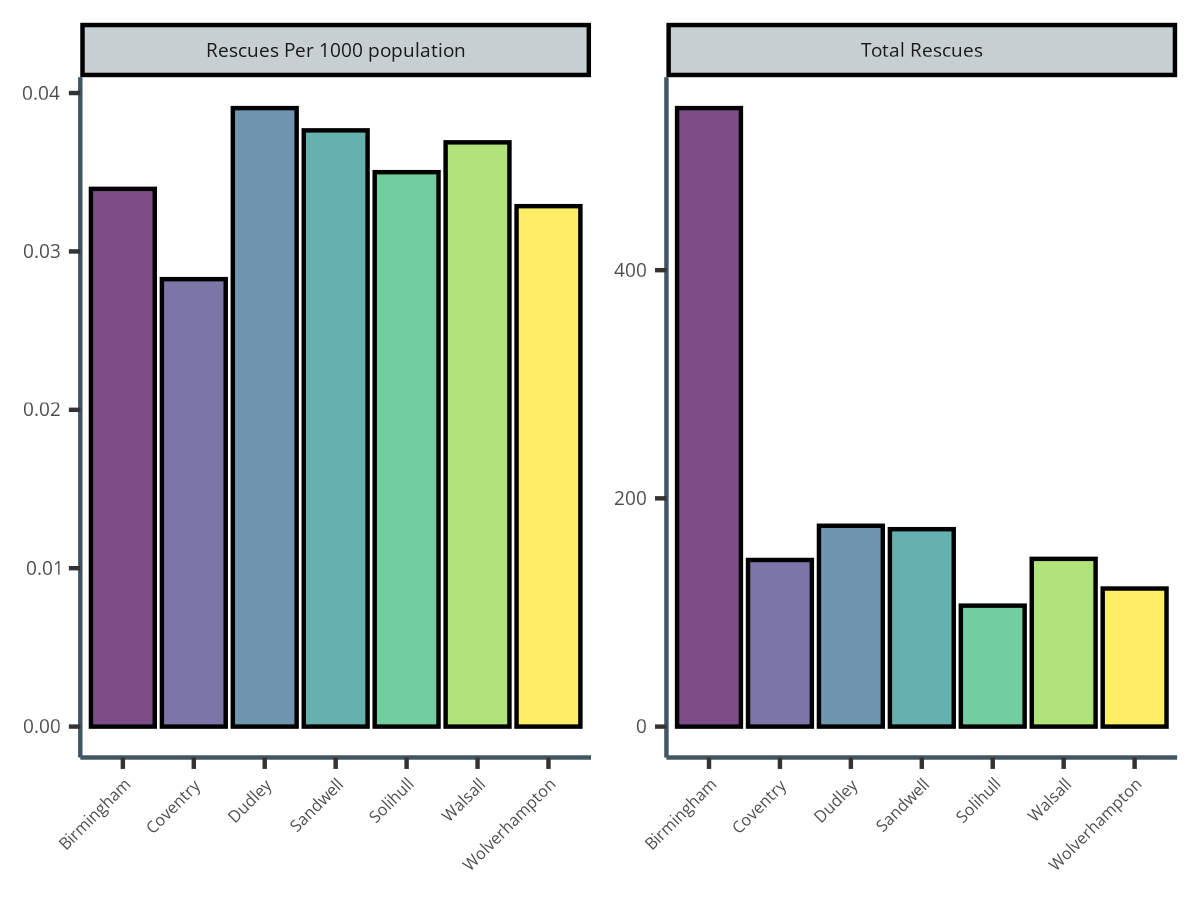 Rescues Per 1000 population
0.04
0.03
0.02
0.01
0.00
Birmingham
Coventry
Dudley
Sandwell
Solihull
Walsall
Wolverhampton
Total Rescues
400
200
0
Birmingham
Coventry
Dudley
Sandwell
Solihull
Walsall
Wolverhampton